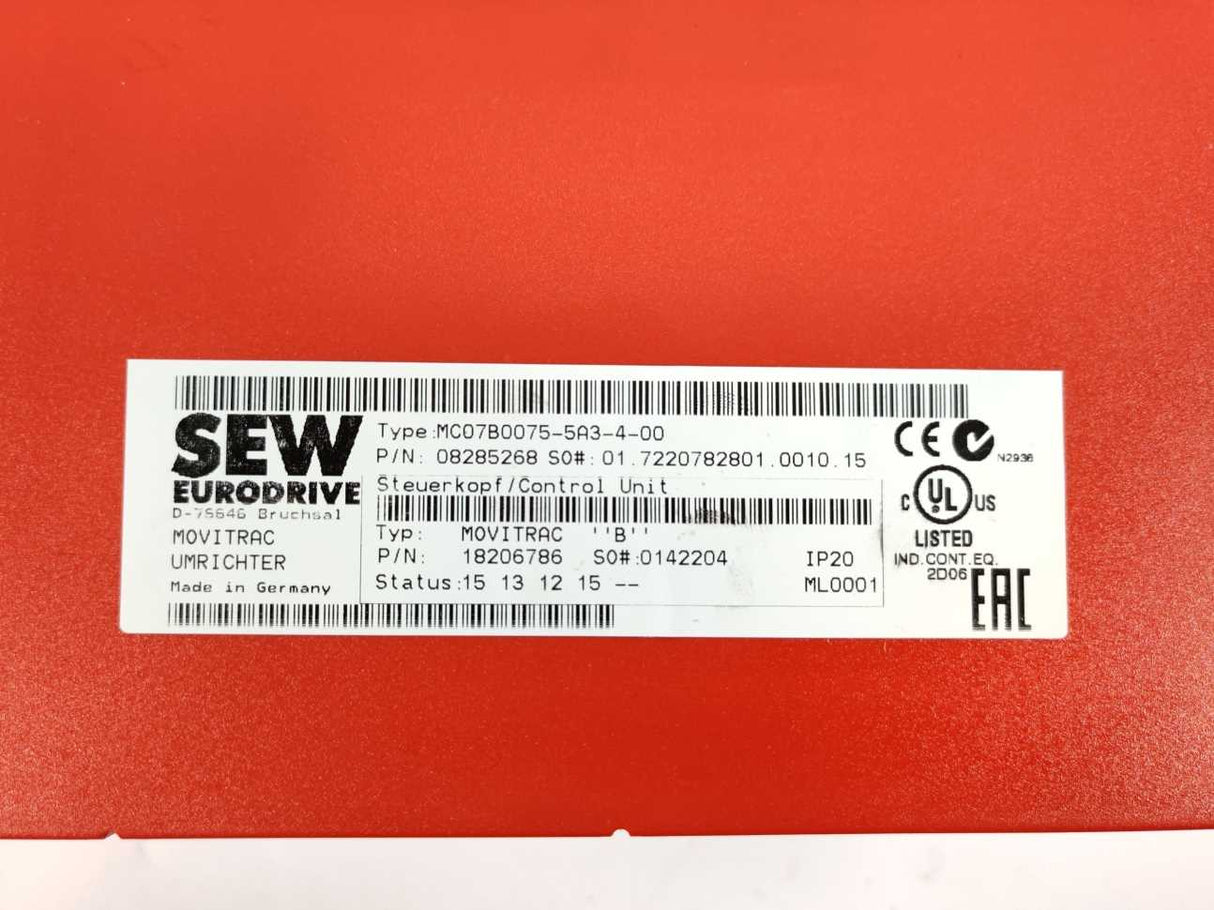 SEW
EURODRIVE
D-76646 Bruchsal
MOVITRAC
UMRICHTER
Made in Germany
Type:MC07B0075-5A3-4-00
P/N: 08285268 SO#: 01.7220782801.0010.15
Steuerkopf/Control Unit
Typ: MOVITRAC ''B''
P/N: 18206786 SO#:0142204 IP20
Status:15 13 12 15 -- ML0001
CE N2936
C UL US
LISTED
IND.CONT.EQ.
2D06
EAC